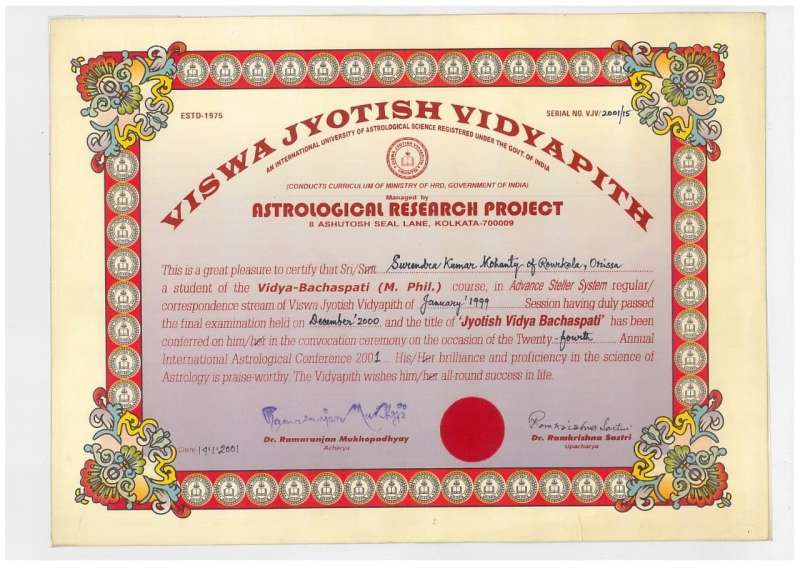 ESTD-1975
SERIAL NO. VJV/2001/15
VISWA JYOTISH VIDYAPITH
AN INTERNATIONAL UNIVERSITY OF ASTROLOGICAL SCIENCE REGISTERED UNDER THE GOVT. OF INDIA
(CONDUCTS CURRICULUM OF MINISTRY OF HRD, GOVERNMENT OF INDIA)
Managed by
ASTROLOGICAL RESEARCH PROJECT
8 ASHUTOSH SEAL LANE, KOLKATA-700009
This is a great pleasure to certify that Sri/Smt Surendra Kumar Mohanty of Rourkela, Orissa
a student of the Vidya-Bachaspati (M. Phil.) course, in Advance Steller System regular/
correspondence stream of Viswa Jyotish Vidyapith of January'1999 Session having duly passed
the final examination held on December'2000 and the title of 'Jyotish Vidya Bachaspati' has been
conferred on him/her in the convocation ceremony on the occasion of the Twenty-fourth Annual
International Astrological Conference 2001 His/Her brilliance and proficiency in the science of
Astrology is praise-worthy. The Vidyapith wishes him/her all-round success in life.
Dr. Ramaranjan Mukhopadhyay
Acharya
Ramkrishna Sastri
Dr. Ramkrishna Sastri
Upacharya
Date